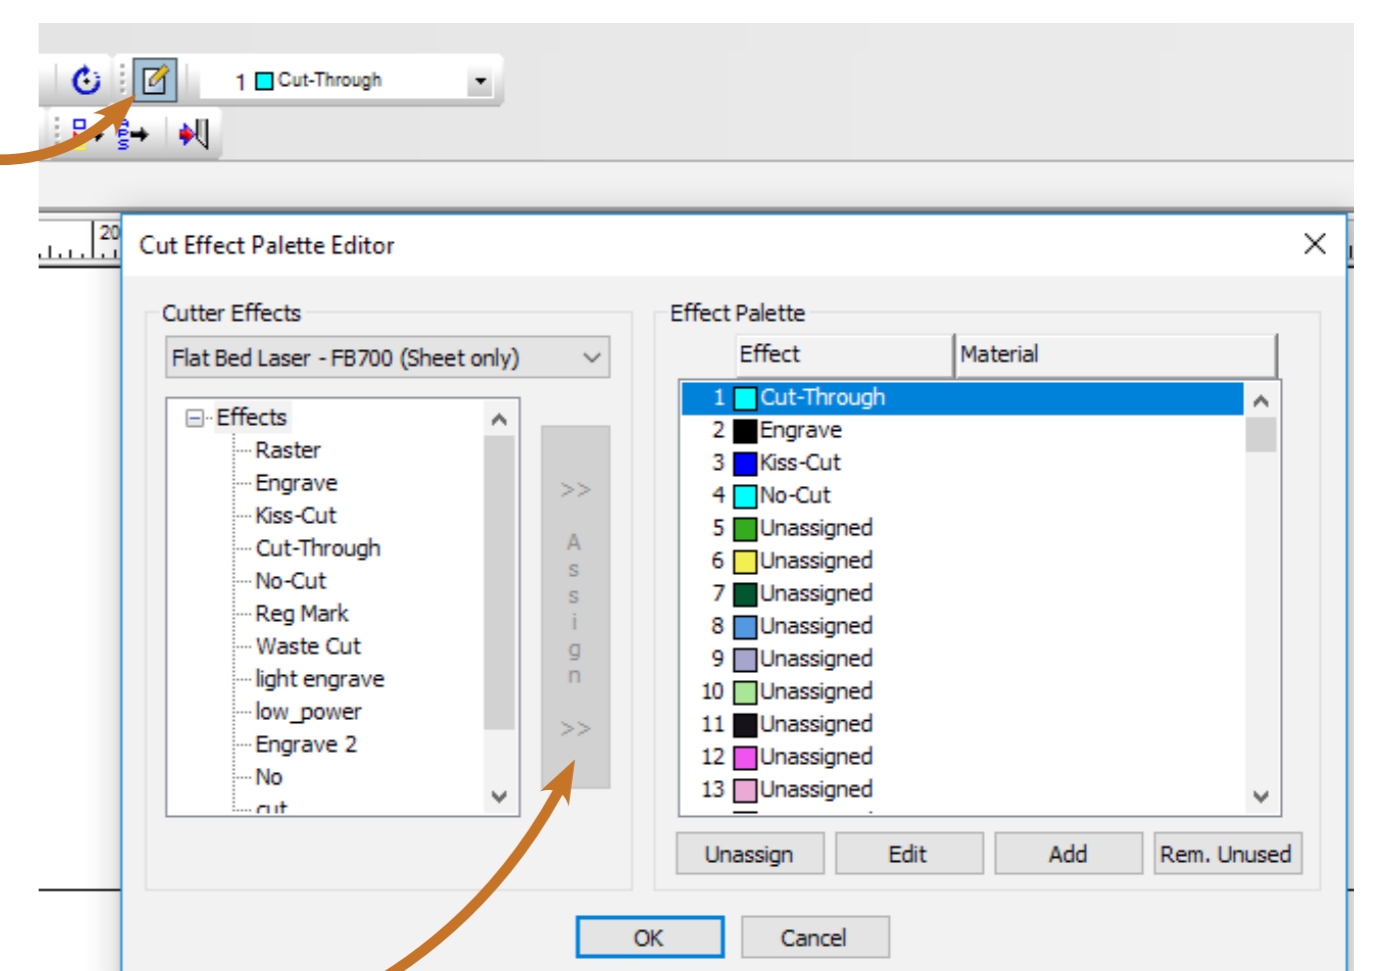 1 Cut-Through
20
Cut Effect Palette Editor
Cutter Effects
Flat Bed Laser - FB700 (Sheet only)
Effects
Raster
Engrave
Kiss-Cut
Cut-Through
No-Cut
Reg Mark
Waste Cut
light engrave
low_power
Engrave 2
No
cut
>> Assign >>
Effect Palette
Effect Material
1 Cut-Through
2 Engrave
3 Kiss-Cut
4 No-Cut
5 Unassigned
6 Unassigned
7 Unassigned
8 Unassigned
9 Unassigned
10 Unassigned
11 Unassigned
12 Unassigned
13 Unassigned
Unassign Edit Add Rem. Unused
OK Cancel